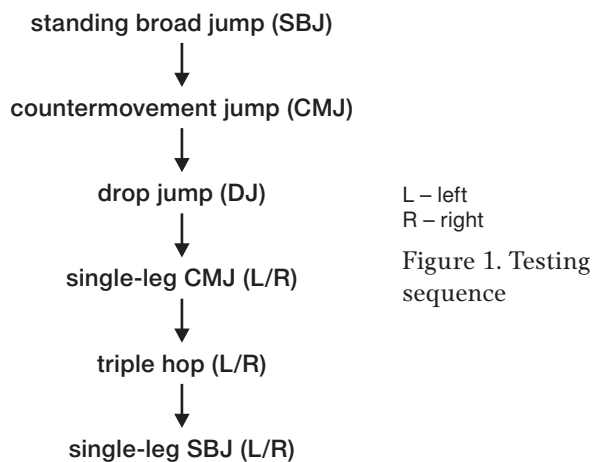 standing broad jump (SBJ)
countermovement jump (CMJ)
drop jump (DJ)
single-leg CMJ (L/R)
triple hop (L/R)
single-leg SBJ (L/R)
L – left
R – right
Figure 1. Testing
sequence